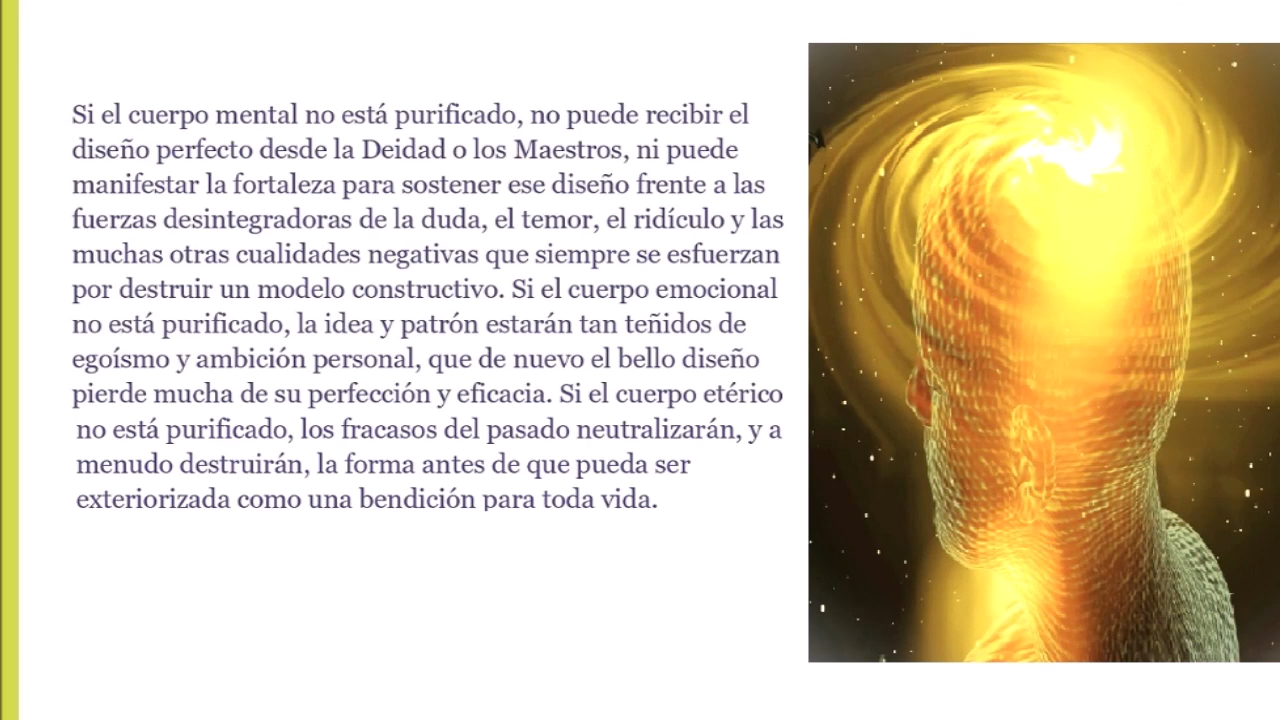 Si el cuerpo mental no está purificado, no puede recibir el
diseño perfecto desde la Deidad o los Maestros, ni puede
manifestar la fortaleza para sostener ese diseño frente a las
fuerzas desintegradoras de la duda, el temor, el ridículo y las
muchas otras cualidades negativas que siempre se esfuerzan
por destruir un modelo constructivo. Si el cuerpo emocional
no está purificado, la idea y patrón estarán tan teñidos de
egoísmo y ambición personal, que de nuevo el bello diseño
pierde mucha de su perfección y eficacia. Si el cuerpo etérico
no está purificado, los fracasos del pasado neutralizarán, y a
menudo destruirán, la forma antes de que pueda ser
exteriorizada como una bendición para toda vida.